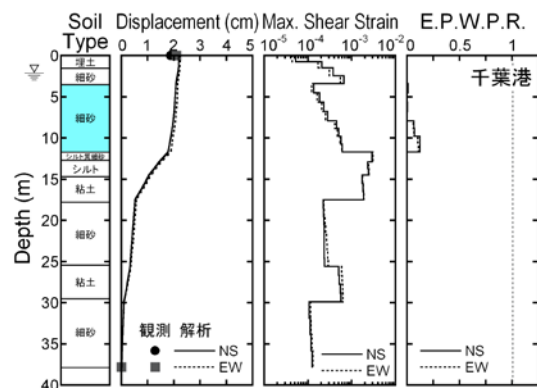 Soil Type
Displacement (cm)
0 1 2 3 4 5
Max. Shear Strain
10-5 10-4 10-3 10-2
E.P.W.P.R.
0 0.5 1
Depth (m)
0
5
10
15
20
25
30
35
40
埋土
細砂
細砂
シルト質細砂
シルト
粘土
細砂
粘土
細砂
観測 解析
NS
EW
NS
EW
千葉港
NS
EW